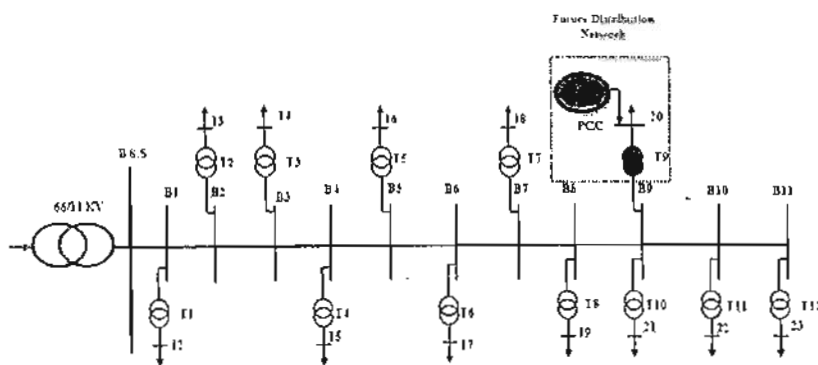 Future Distribution
Network
13
14
16
18
20
PCC
B S.S
T2
T3
T5
T7
T9
66/11 KV
B1
B2
B3
B4
B5
B6
B7
B8
B9
B10
B11
T1
T4
T6
T8
T10
T11
T12
12
15
17
19
21
22
23